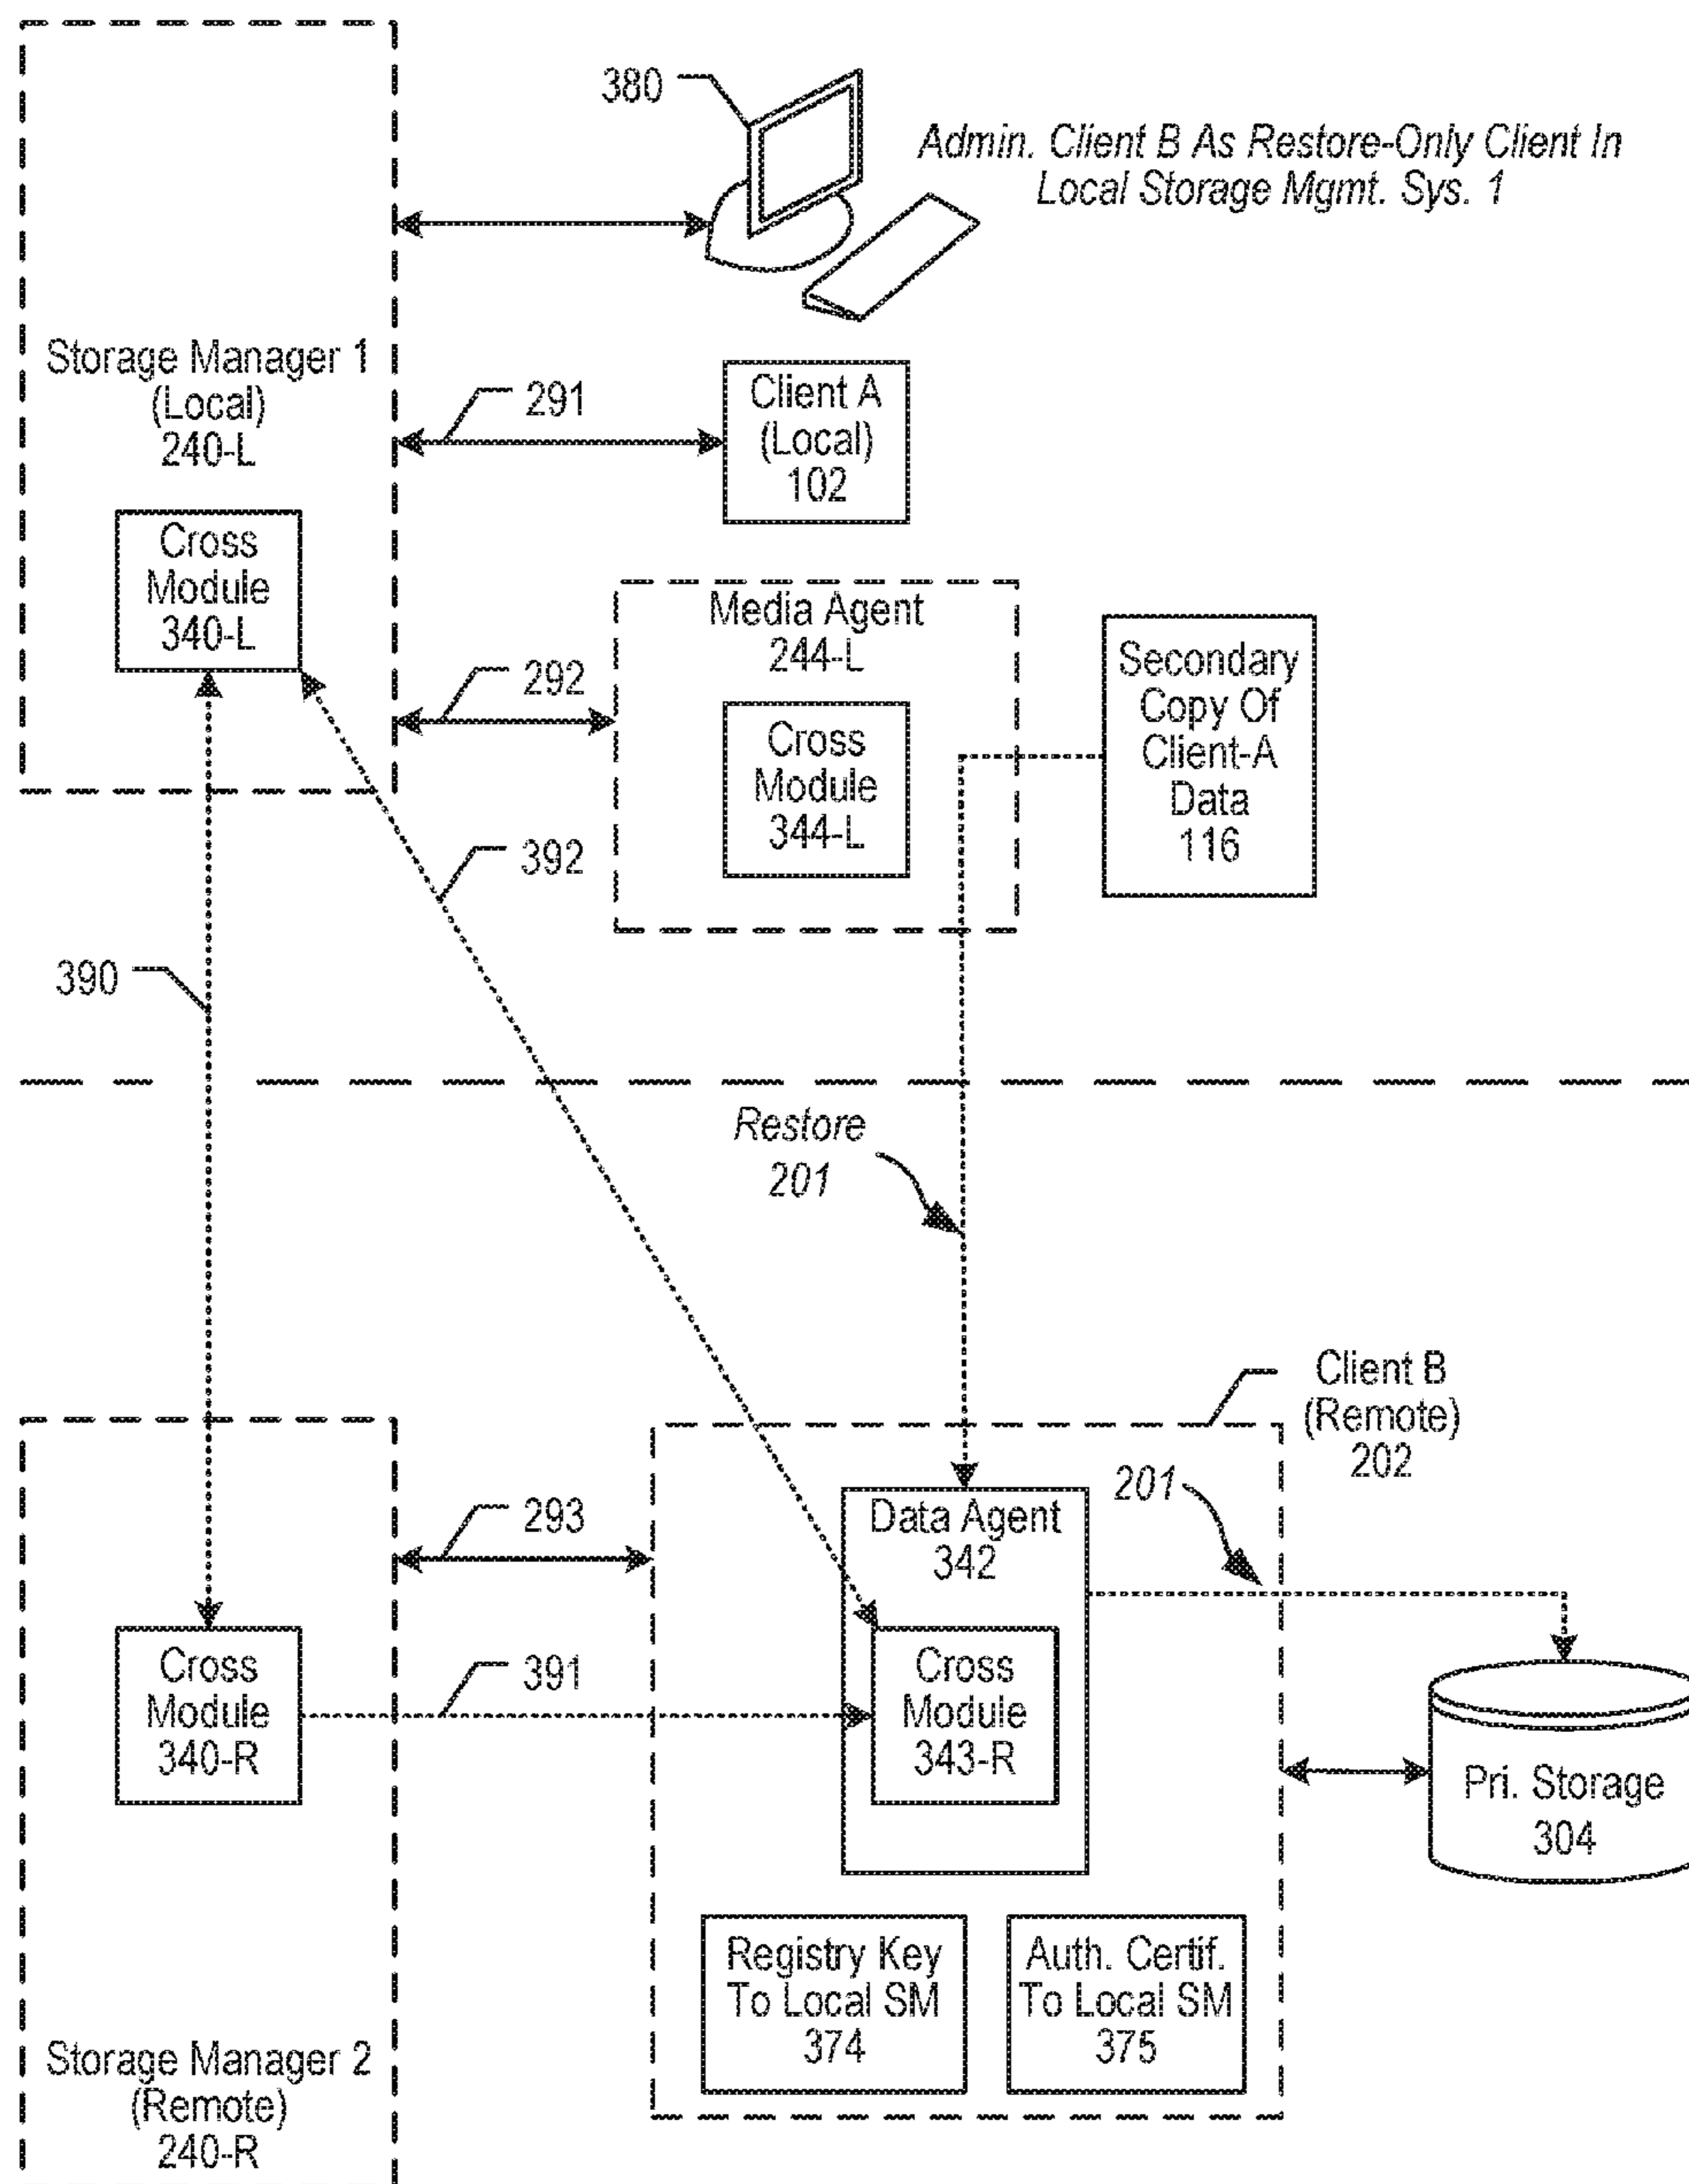 380
Admin. Client B As Restore-Only Client In
Local Storage Mgmt. Sys. 1
Storage Manager 1
(Local)
240-L
291
Client A
(Local)
102
Cross
Module
340-L
Media Agent
244-L
292
Cross
Module
344-L
Secondary
Copy Of
Client-A
Data
116
392
390
Restore
201
Client B
(Remote)
202
201
293
Data Agent
342
Cross
Module
340-R
391
Cross
Module
343-R
Pri. Storage
304
Registry Key
To Local SM
374
Auth. Certif.
To Local SM
375
Storage Manager 2
(Remote)
240-R